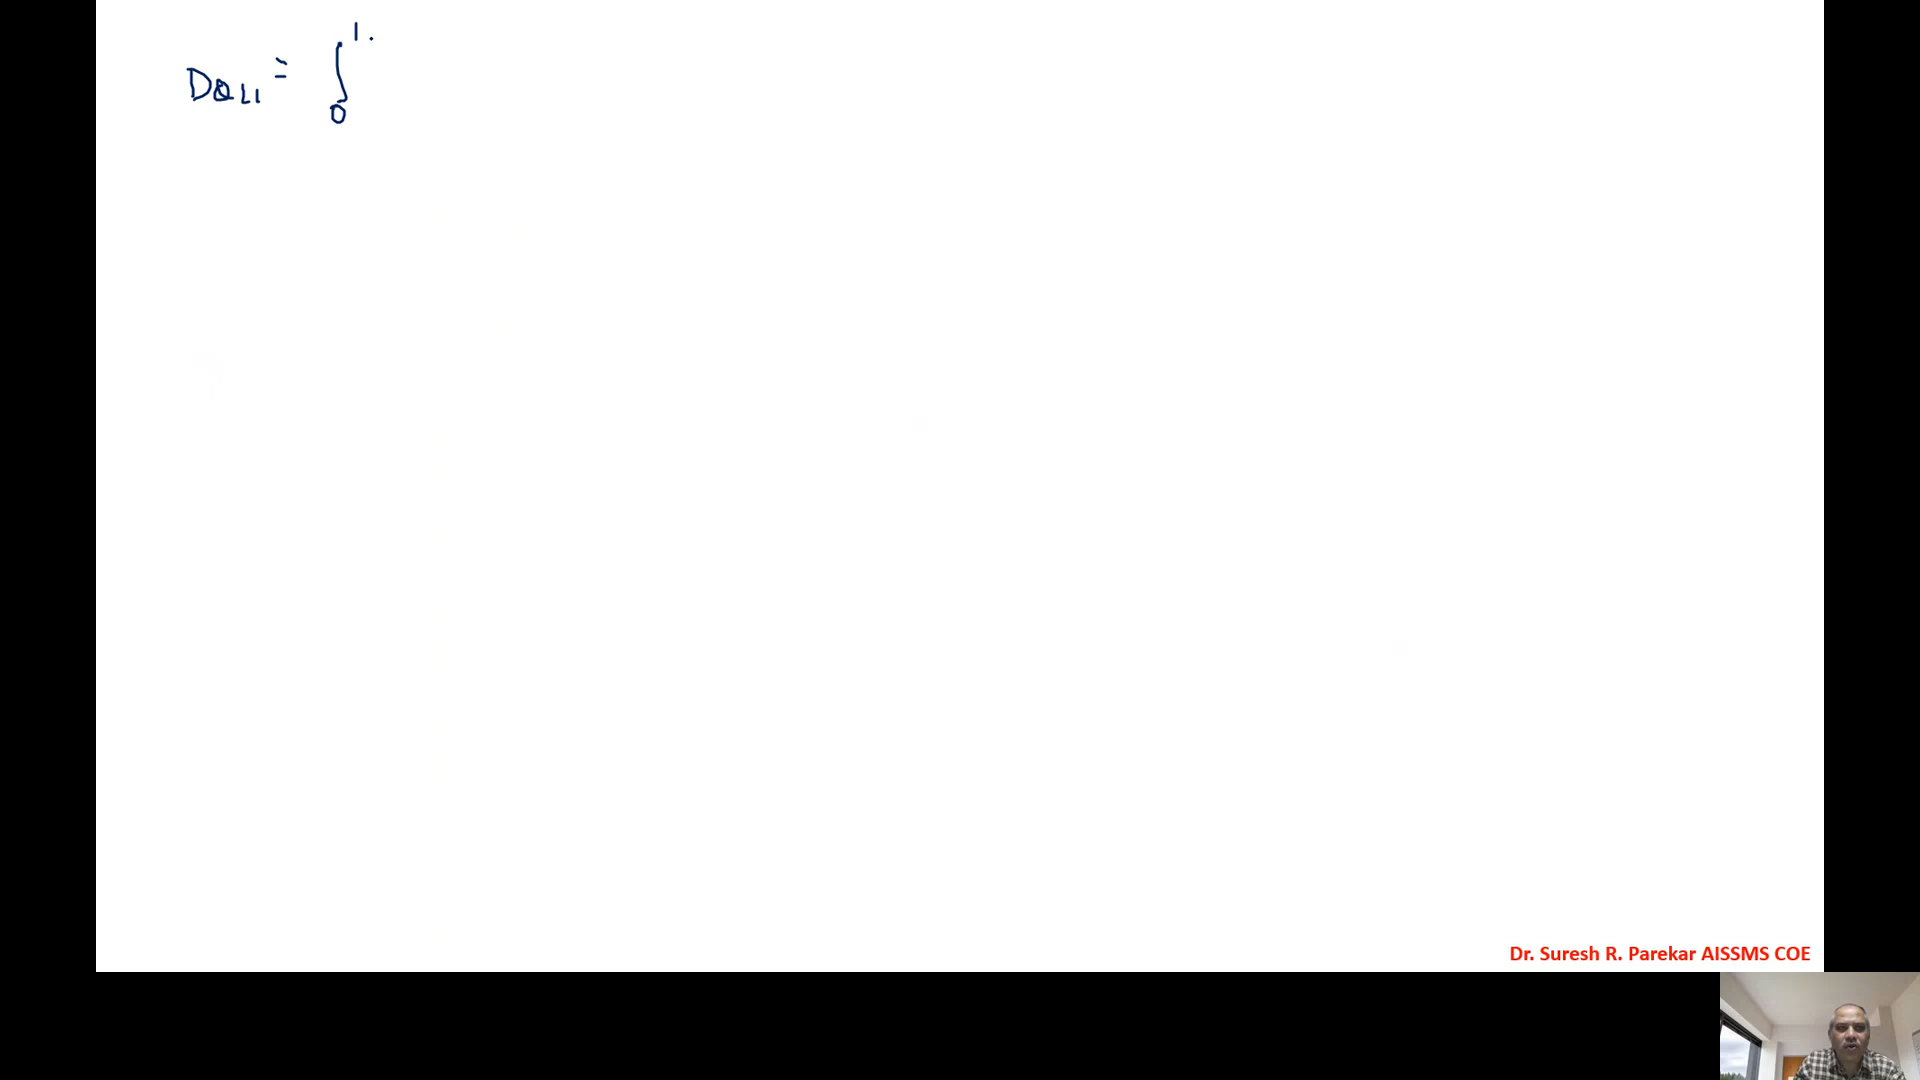 DQL1 = ∫₀^1.
Dr. Suresh R. Parekar AISSMS COE